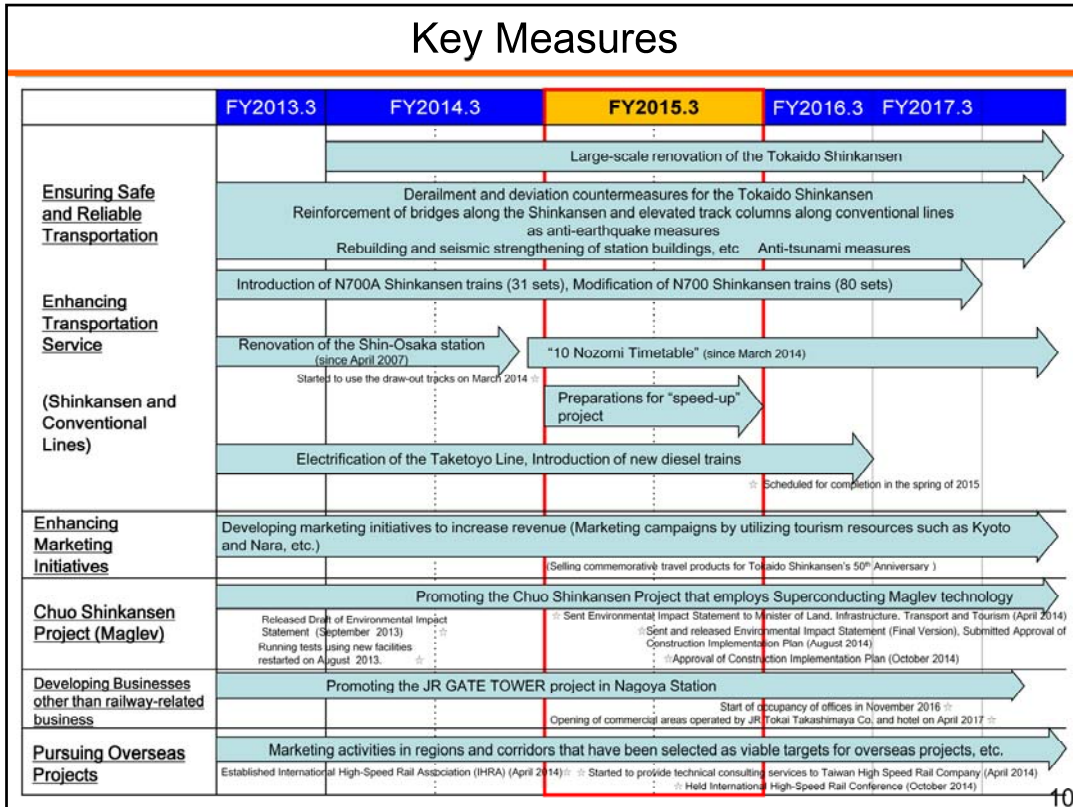 Key Measures
FY2013.3 FY2014.3 FY2015.3 FY2016.3 FY2017.3
Ensuring Safe
and Reliable
Transportation
Large-scale renovation of the Tokaido Shinkansen
Derailment and deviation countermeasures for the Tokaido Shinkansen
Reinforcement of bridges along the Shinkansen and elevated track columns along conventional lines
as anti-earthquake measures
Rebuilding and seismic strengthening of station buildings, etc Anti-tsunami measures
Enhancing
Transportation
Service
(Shinkansen and
Conventional
Lines)
Introduction of N700A Shinkansen trains (31 sets), Modification of N700 Shinkansen trains (80 sets)
Renovation of the Shin-Osaka station
(since April 2007)
"10 Nozomi Timetable" (since March 2014)
Started to use the draw-out tracks on March 2014 ☆
Preparations for "speed-up"
project
Electrification of the Taketoyo Line, Introduction of new diesel trains
☆ Scheduled for completion in the spring of 2015
Enhancing
Marketing
Initiatives
Developing marketing initiatives to increase revenue (Marketing campaigns by utilizing tourism resources such as Kyoto
and Nara, etc.)
(Selling commemorative travel products for Tokaido Shinkansen's 50th Anniversary )
Chuo Shinkansen
Project (Maglev)
Promoting the Chuo Shinkansen Project that employs Superconducting Maglev technology
Released Draft of Environmental Impact
Statement (September 2013) ☆
Running tests using new facilities
restarted on August 2013. ☆
☆ Sent Environmental Impact Statement to Minister of Land, Infrastructure, Transport and Tourism (April 2014)
☆Sent and released Environmental Impact Statement (Final Version), Submitted Approval of
Construction Implementation Plan (August 2014)
☆Approval of Construction Implementation Plan (October 2014)
Developing Businesses
other than railway-related
business
Promoting the JR GATE TOWER project in Nagoya Station
Start of occupancy of offices in November 2016 ☆
Opening of commercial areas operated by JR Tokai Takashimaya Co. and hotel on April 2017 ☆
Pursuing Overseas
Projects
Marketing activities in regions and corridors that have been selected as viable targets for overseas projects, etc.
Established International High-Speed Rail Association (IHRA) (April 2014)☆ ☆ Started to provide technical consulting services to Taiwan High Speed Rail Company (April 2014)
☆ Held International High-Speed Rail Conference (October 2014)
10